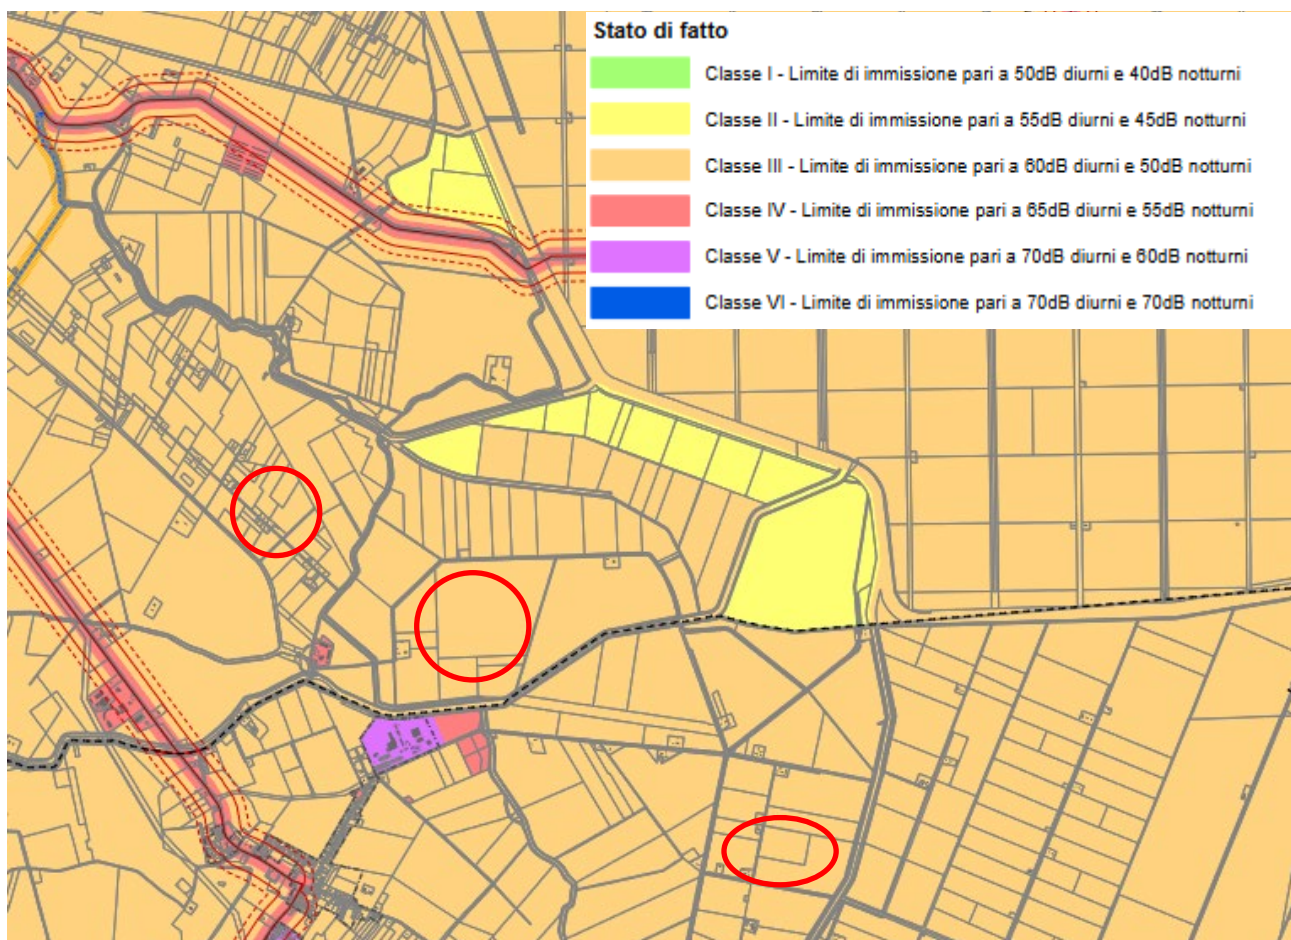 Stato di fatto
Classe I - Limite di immissione pari a 50dB diurni e 40dB notturni
Classe II - Limite di immissione pari a 55dB diurni e 45dB notturni
Classe III - Limite di immissione pari a 60dB diurni e 50dB notturni
Classe IV - Limite di immissione pari a 65dB diurni e 55dB notturni
Classe V - Limite di immissione pari a 70dB diurni e 60dB notturni
Classe VI - Limite di immissione pari a 70dB diurni e 70dB notturni